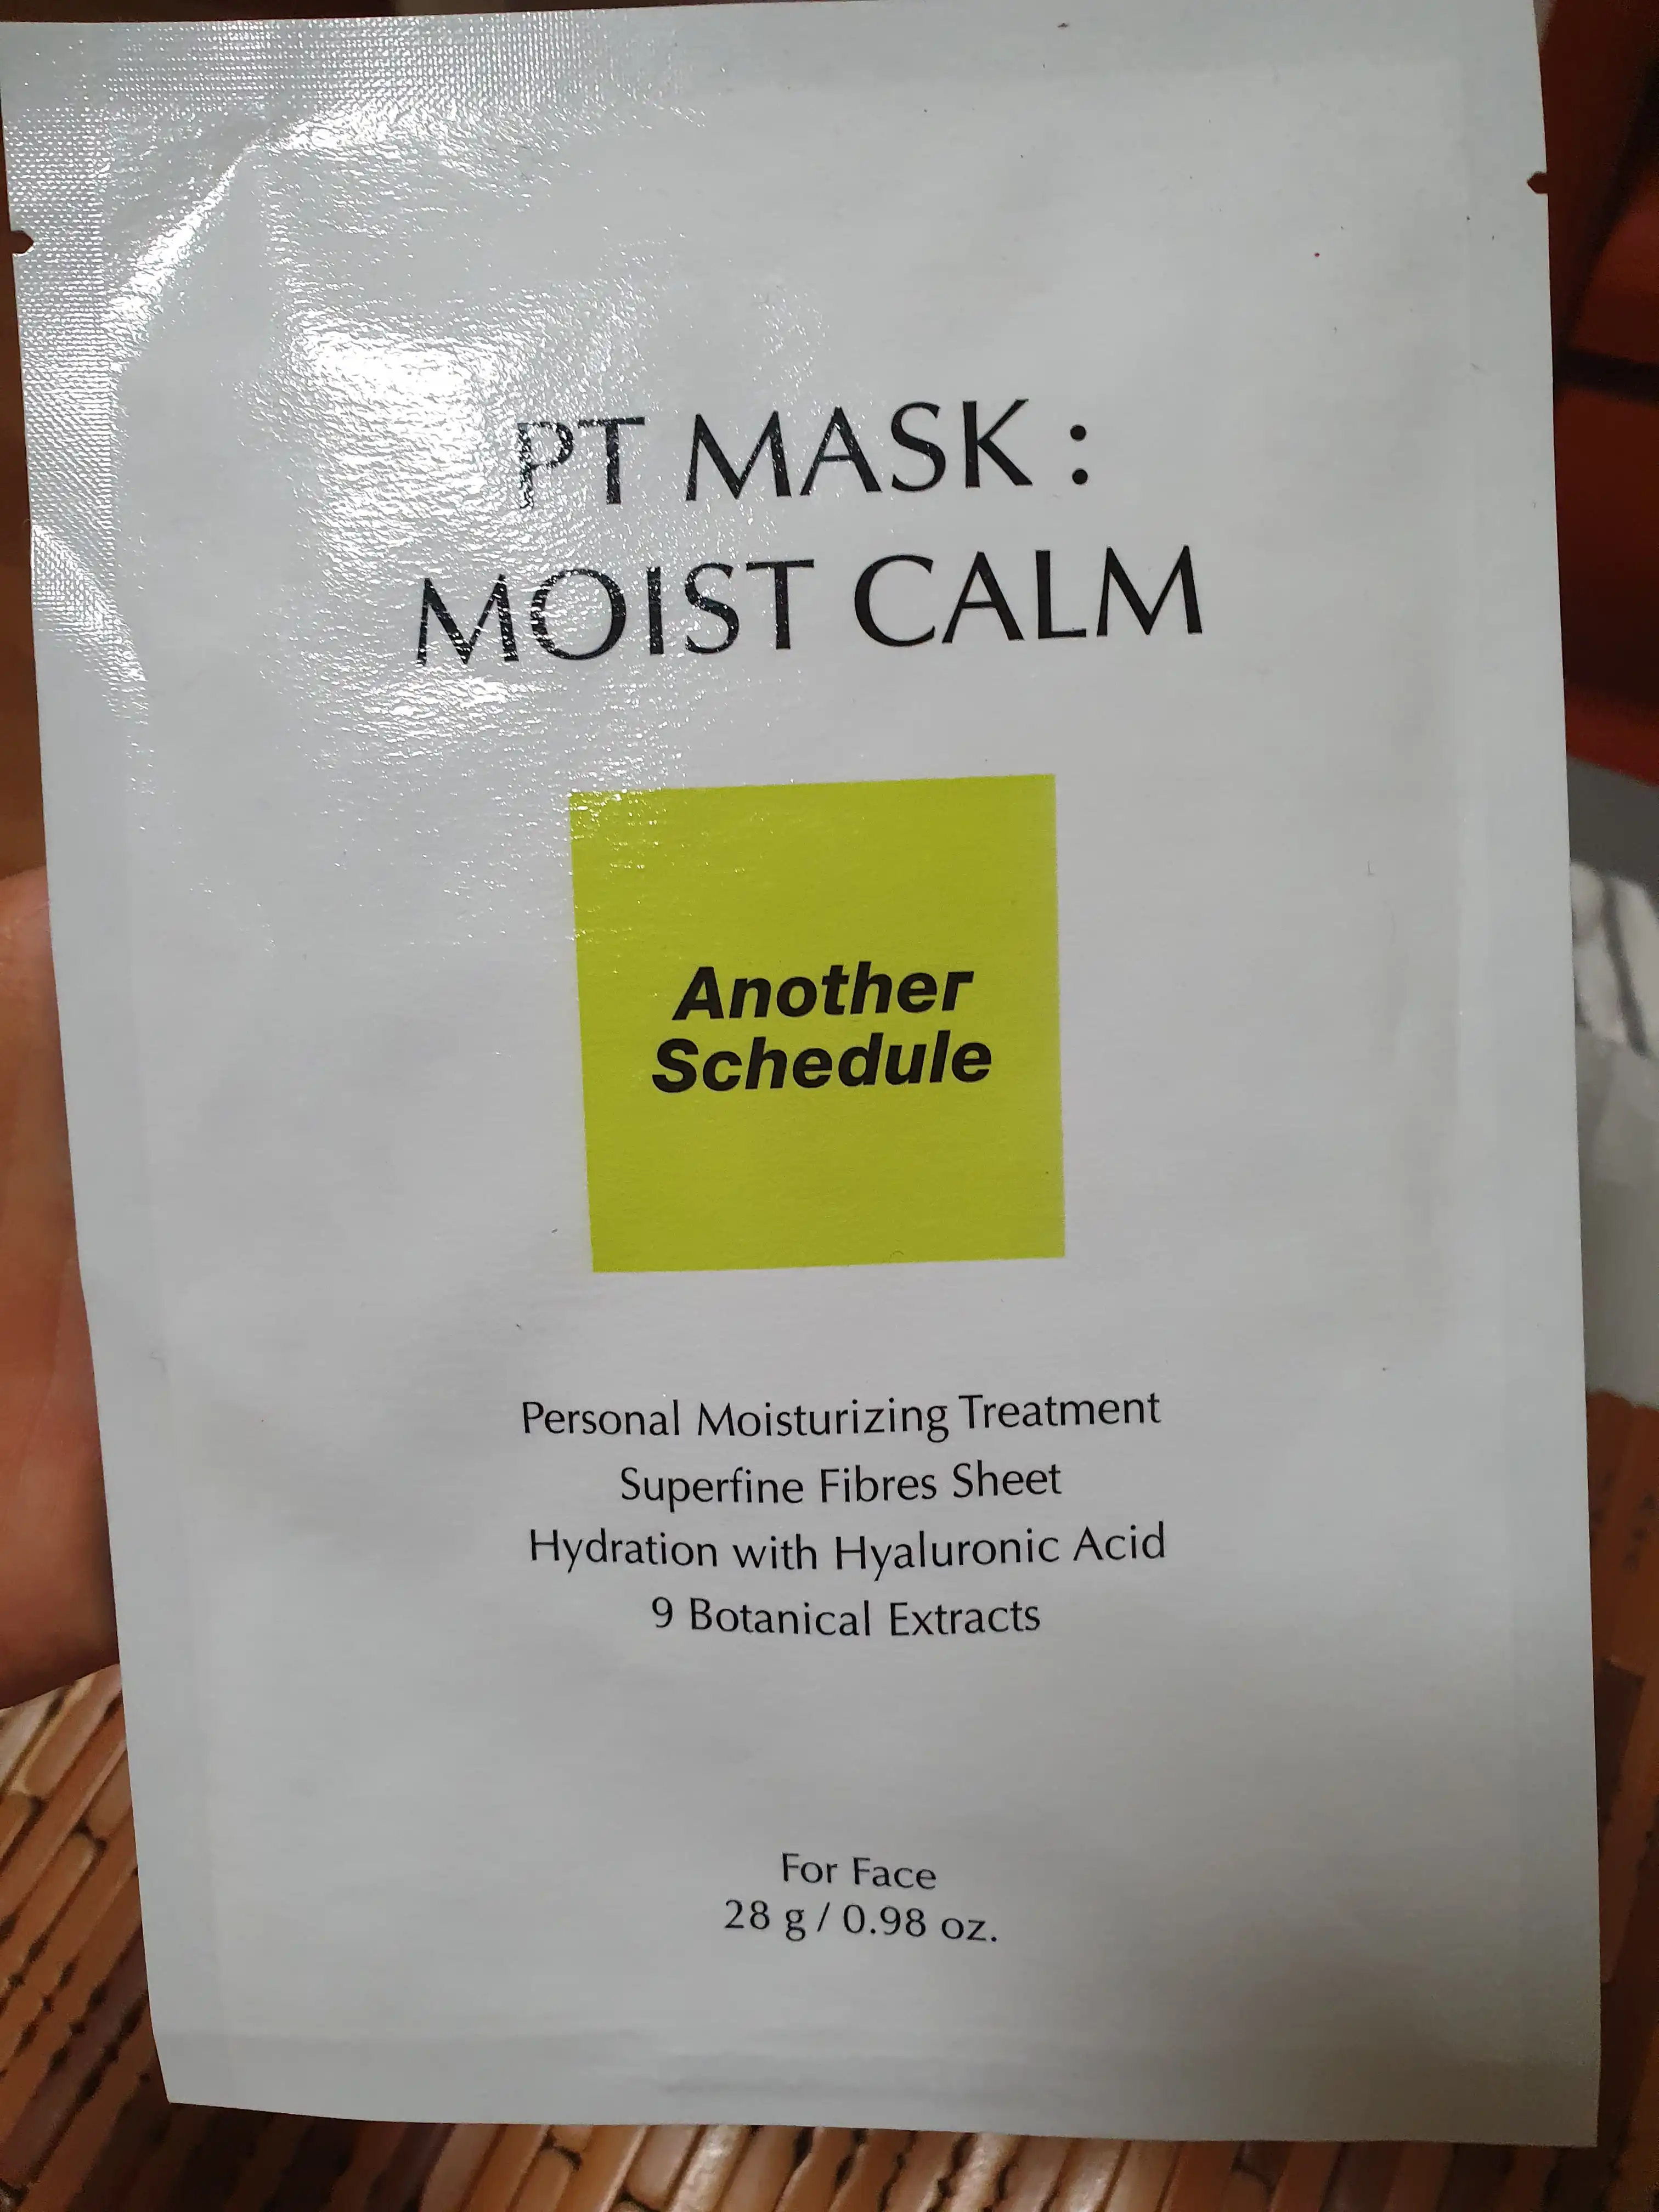 PT MASK :
MOIST CALM
Another
Schedule
Personal Moisturizing Treatment
Superfine Fibres Sheet
Hydration with Hyaluronic Acid
9 Botanical Extracts
For Face
28 g / 0.98 oz.